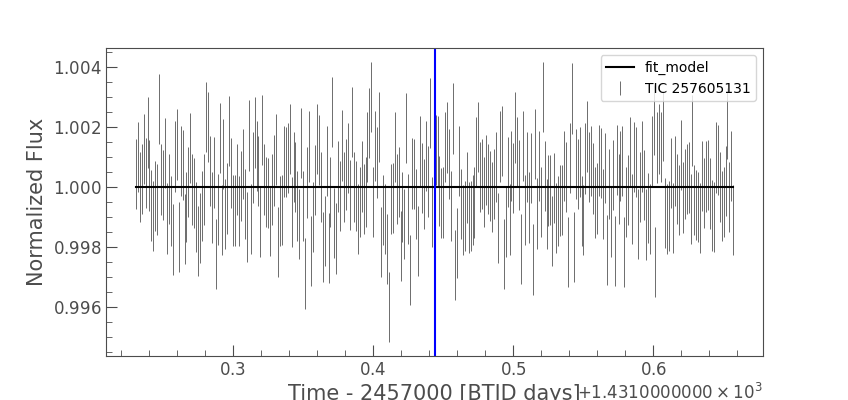 1.004
1.002
1.000
0.998
0.996
Normalized Flux
fit_model
TIC 257605131
0.3
0.4
0.5
0.6
Time - 2457000 [BTJD days]
+1.4310000000 × 10³